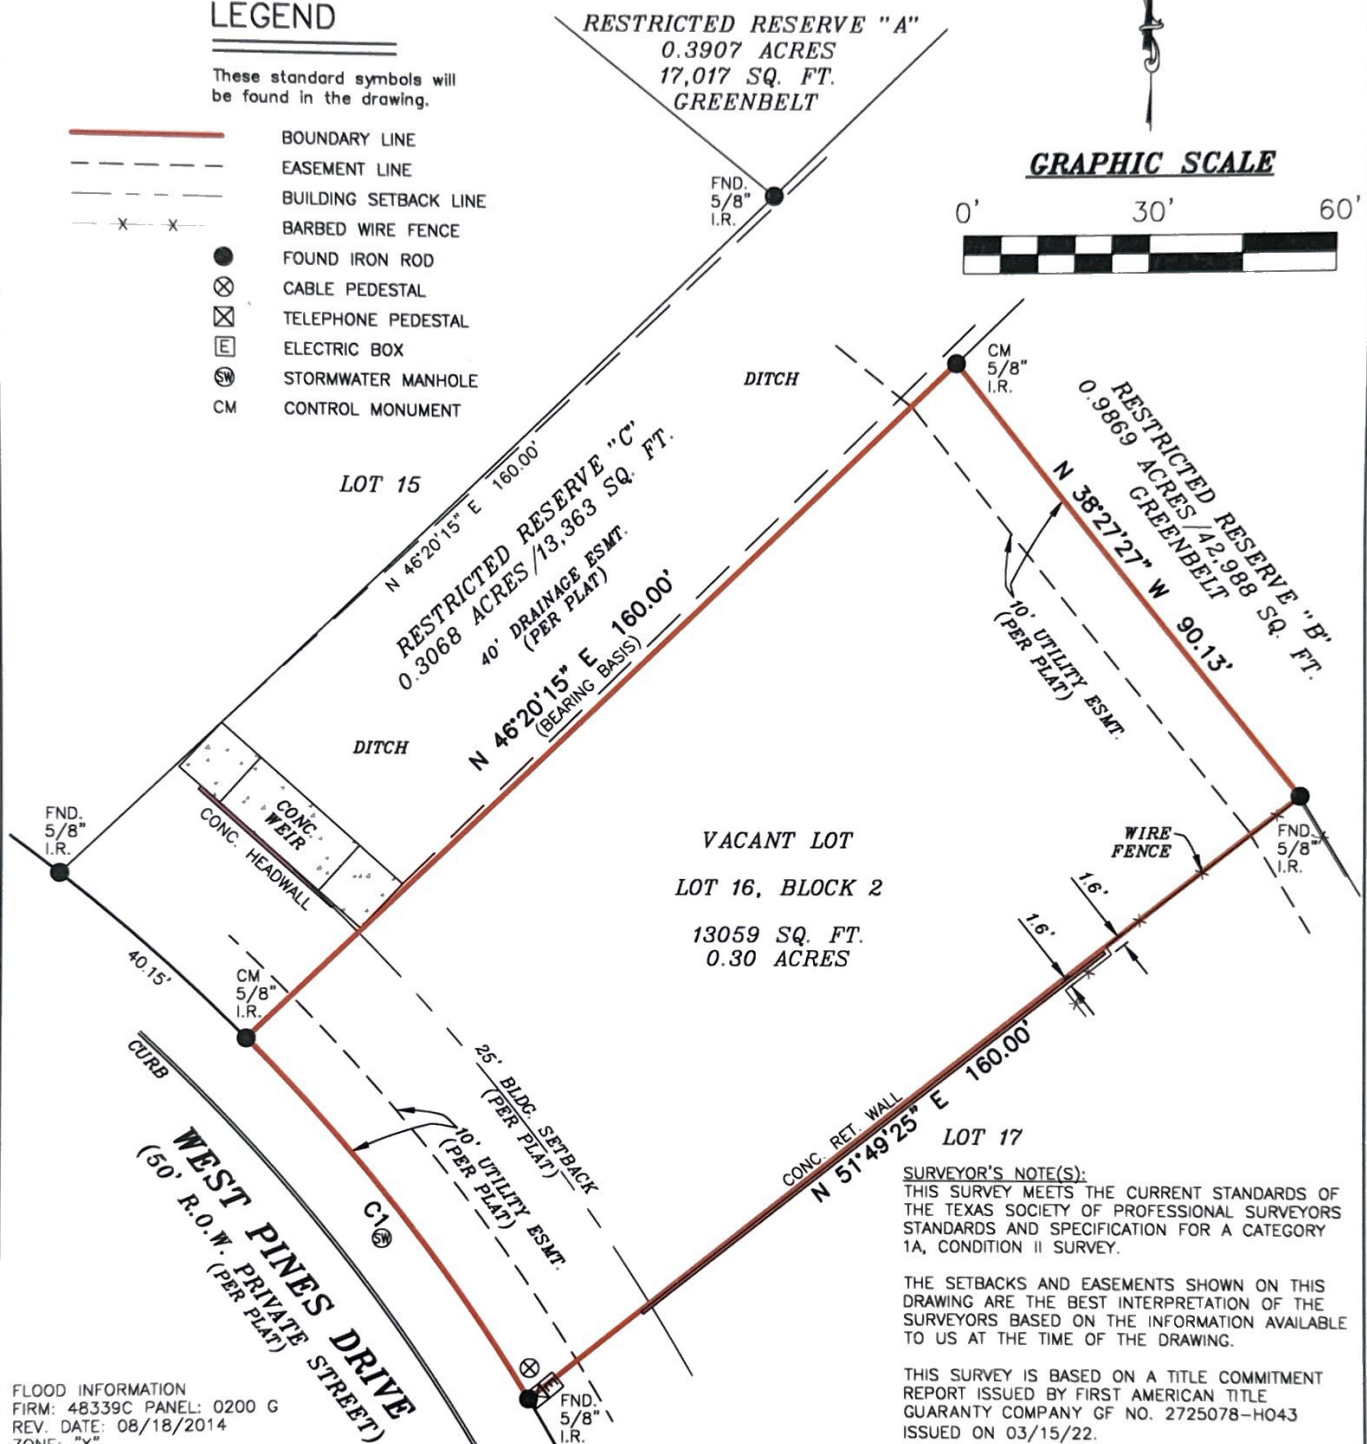 LEGEND
These standard symbols will
be found in the drawing.
BOUNDARY LINE
EASEMENT LINE
BUILDING SETBACK LINE
BARBED WIRE FENCE
FOUND IRON ROD
CABLE PEDESTAL
TELEPHONE PEDESTAL
E ELECTRIC BOX
SW STORMWATER MANHOLE
CM CONTROL MONUMENT
RESTRICTED RESERVE "A"
0.3907 ACRES
17,017 SQ. FT.
GREENBELT
FND.
5/8"
I.R.
GRAPHIC SCALE
0' 30' 60'
CM
5/8"
I.R.
DITCH
LOT 15
N 46°20'15" E 160.00'
RESTRICTED RESERVE "C"
0.3068 ACRES/13,363 SQ. FT.
40' DRAINAGE ESMT.
(PER PLAT)
N 46°20'15" E 160.00'
(BEARING BASIS)
RESTRICTED RESERVE "B"
0.9869 ACRES/42,988 SQ. FT.
GREENBELT
N 38°27'27" W 90.13'
10' UTILITY ESMT.
(PER PLAT)
DITCH
CONC.
WEIR
CONC. HEADWALL
FND.
5/8"
I.R.
40.15'
CM
5/8"
I.R.
VACANT LOT
LOT 16, BLOCK 2
13059 SQ. FT.
0.30 ACRES
WIRE
FENCE
FND.
5/8"
I.R.
1.6'
1.6'
CONC. RET. WALL
N 51°49'25" E 160.00'
LOT 17
25' BLDG. SETBACK
(PER PLAT)
10' UTILITY ESMT.
(PER PLAT)
CURB
C1
SW
WEST PINES DRIVE
(50' R.O.W. PRIVATE STREET)
(PER PLAT)
E
FND.
5/8"
I.R.
SURVEYOR'S NOTE(S):
THIS SURVEY MEETS THE CURRENT STANDARDS OF
THE TEXAS SOCIETY OF PROFESSIONAL SURVEYORS
STANDARDS AND SPECIFICATION FOR A CATEGORY
1A, CONDITION II SURVEY.
THE SETBACKS AND EASEMENTS SHOWN ON THIS
DRAWING ARE THE BEST INTERPRETATION OF THE
SURVEYORS BASED ON THE INFORMATION AVAILABLE
TO US AT THE TIME OF THE DRAWING.
THIS SURVEY IS BASED ON A TITLE COMMITMENT
REPORT ISSUED BY FIRST AMERICAN TITLE
GUARANTY COMPANY GF NO. 2725078-HO43
ISSUED ON 03/15/22.
FLOOD INFORMATION
FIRM: 48339C PANEL: 0200 G
REV. DATE: 08/18/2014
ZONE: "X"